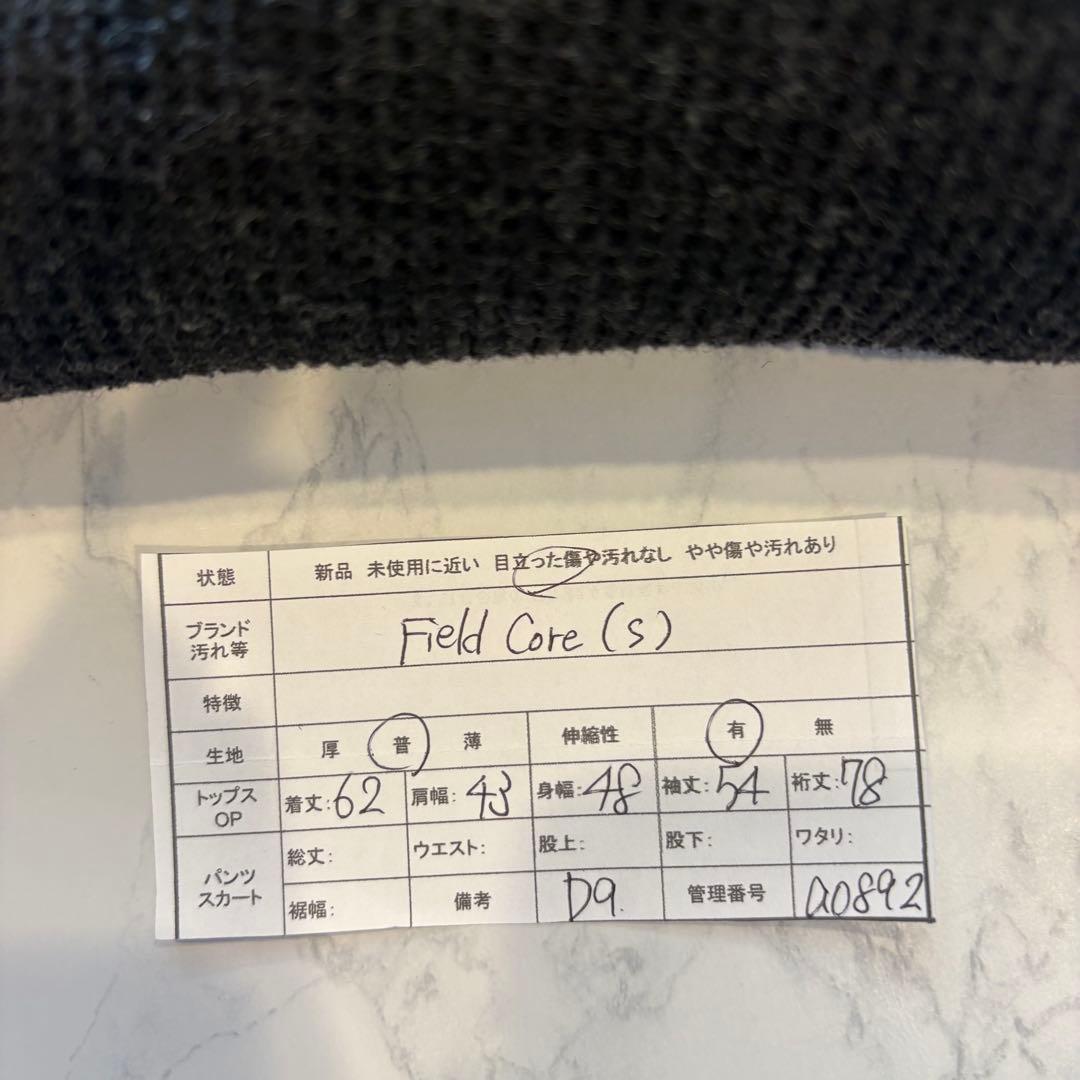 状態 新品 未使用に近い 目立った傷や汚れなし やや傷や汚れあり
ブランド 汚れ等 Field Core (S)
特徴
生地 厚 普 薄 伸縮性 有 無
トップス OP 着丈:62 肩幅:43 身幅:48 袖丈:54 裄丈:78
パンツ スカート 総丈: ウエスト: 股上: 股下: ワタリ:
裾幅: 備考 D9. 管理番号 a0892